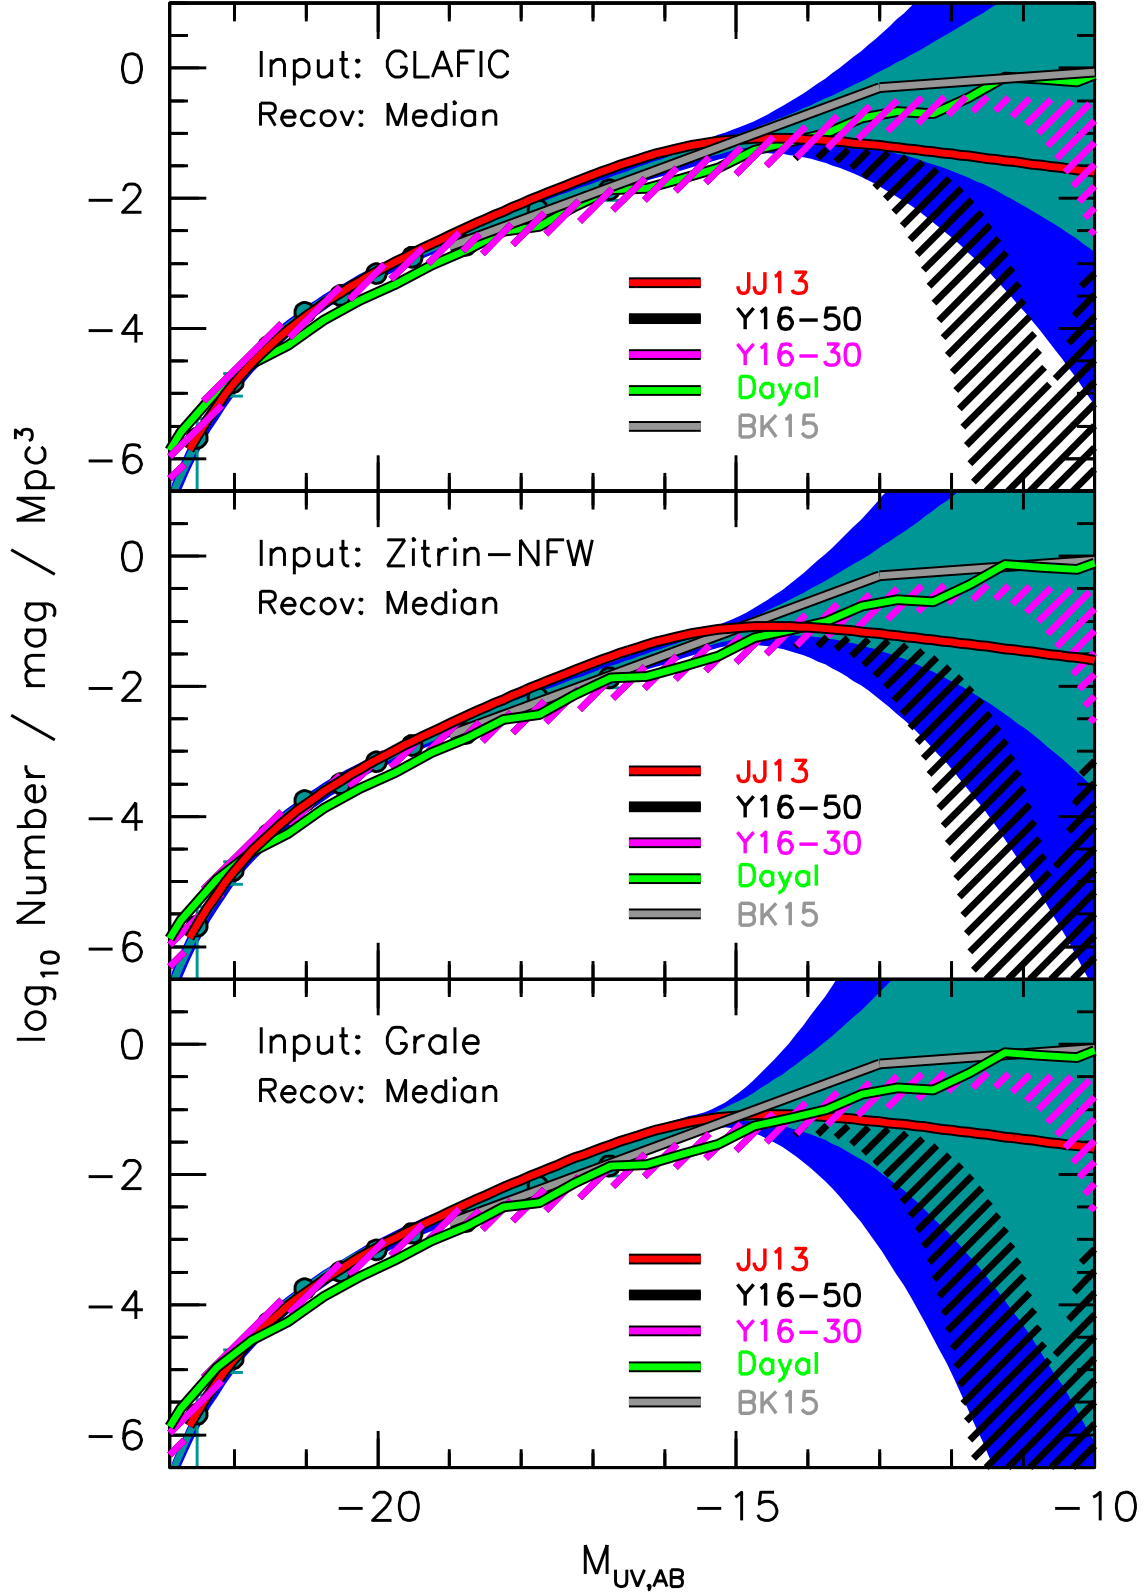 Input: GLAFIC
Recov: Median
0
−2
−4
−6
JJ13
Y16−50
Y16−30
Dayal
BK15
Input: Zitrin−NFW
Recov: Median
0
−2
−4
−6
JJ13
Y16−50
Y16−30
Dayal
BK15
Input: Grale
Recov: Median
0
−2
−4
−6
JJ13
Y16−50
Y16−30
Dayal
BK15
−20 −15 −10
M_UV,AB
log₁₀ Number / mag / Mpc³